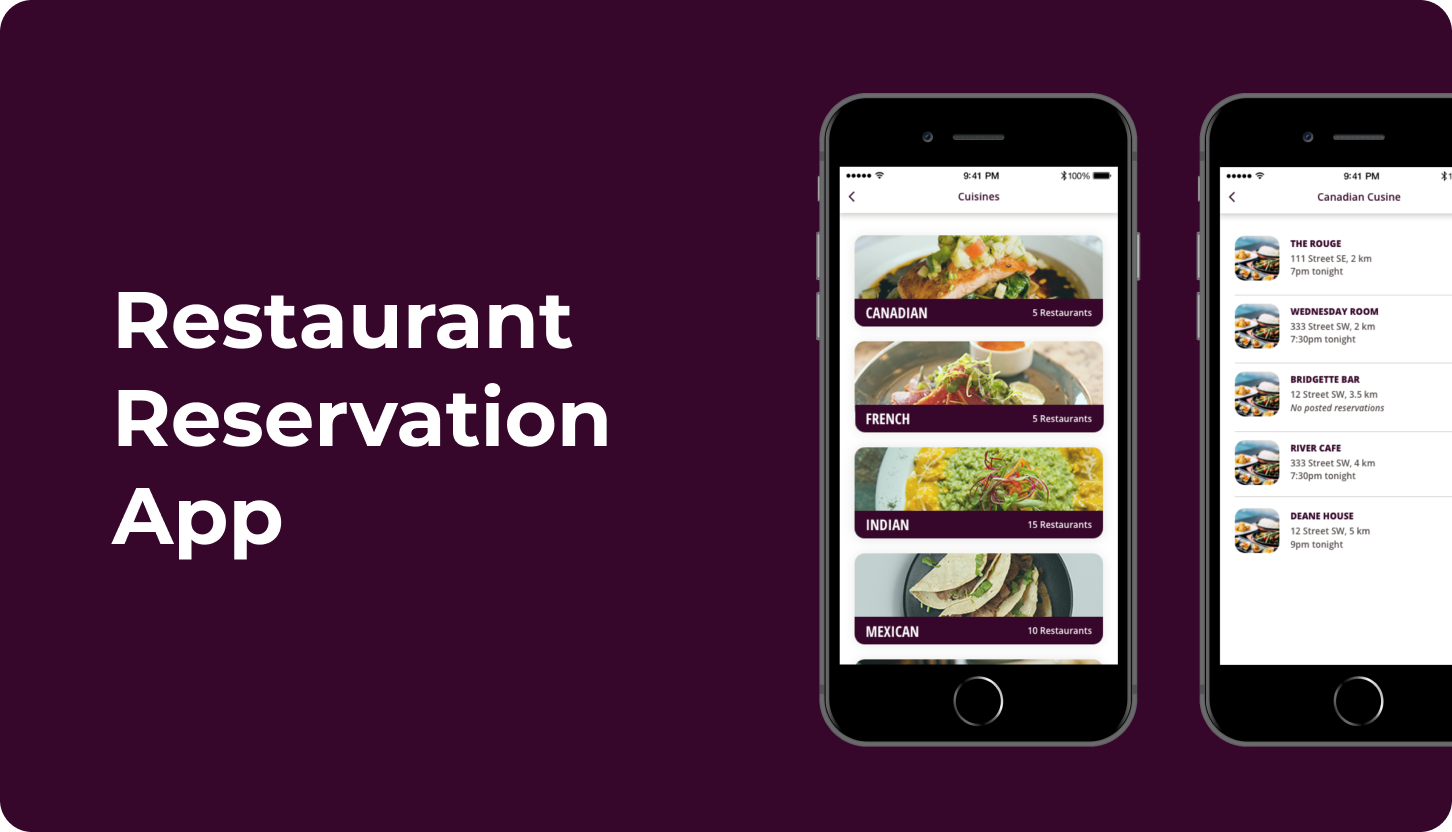 Restaurant
Reservation
App
9:41 PM
100%
Cuisines
CANADIAN
5 Restaurants
FRENCH
5 Restaurants
INDIAN
15 Restaurants
MEXICAN
10 Restaurants
9:41 PM
Canadian Cusine
THE ROUGE
111 Street SE, 2 km
7pm tonight
WEDNESDAY ROOM
333 Street SW, 2 km
7:30pm tonight
BRIDGETTE BAR
12 Street SW, 3.5 km
No posted reservations
RIVER CAFE
333 Street SW, 4 km
7:30pm tonight
DEANE HOUSE
12 Street SW, 5 km
9pm tonight